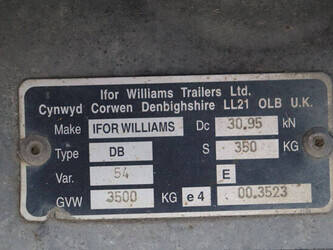 Ifor Williams Trailers Ltd.
Cynwyd Corwen Denbighshire LL21 OLB U.K.
Make IFOR WILLIAMS Dc 30.95 kN
Type DB S 350 KG
Var. 54 E
GVW 3500 KG e4 00.3523